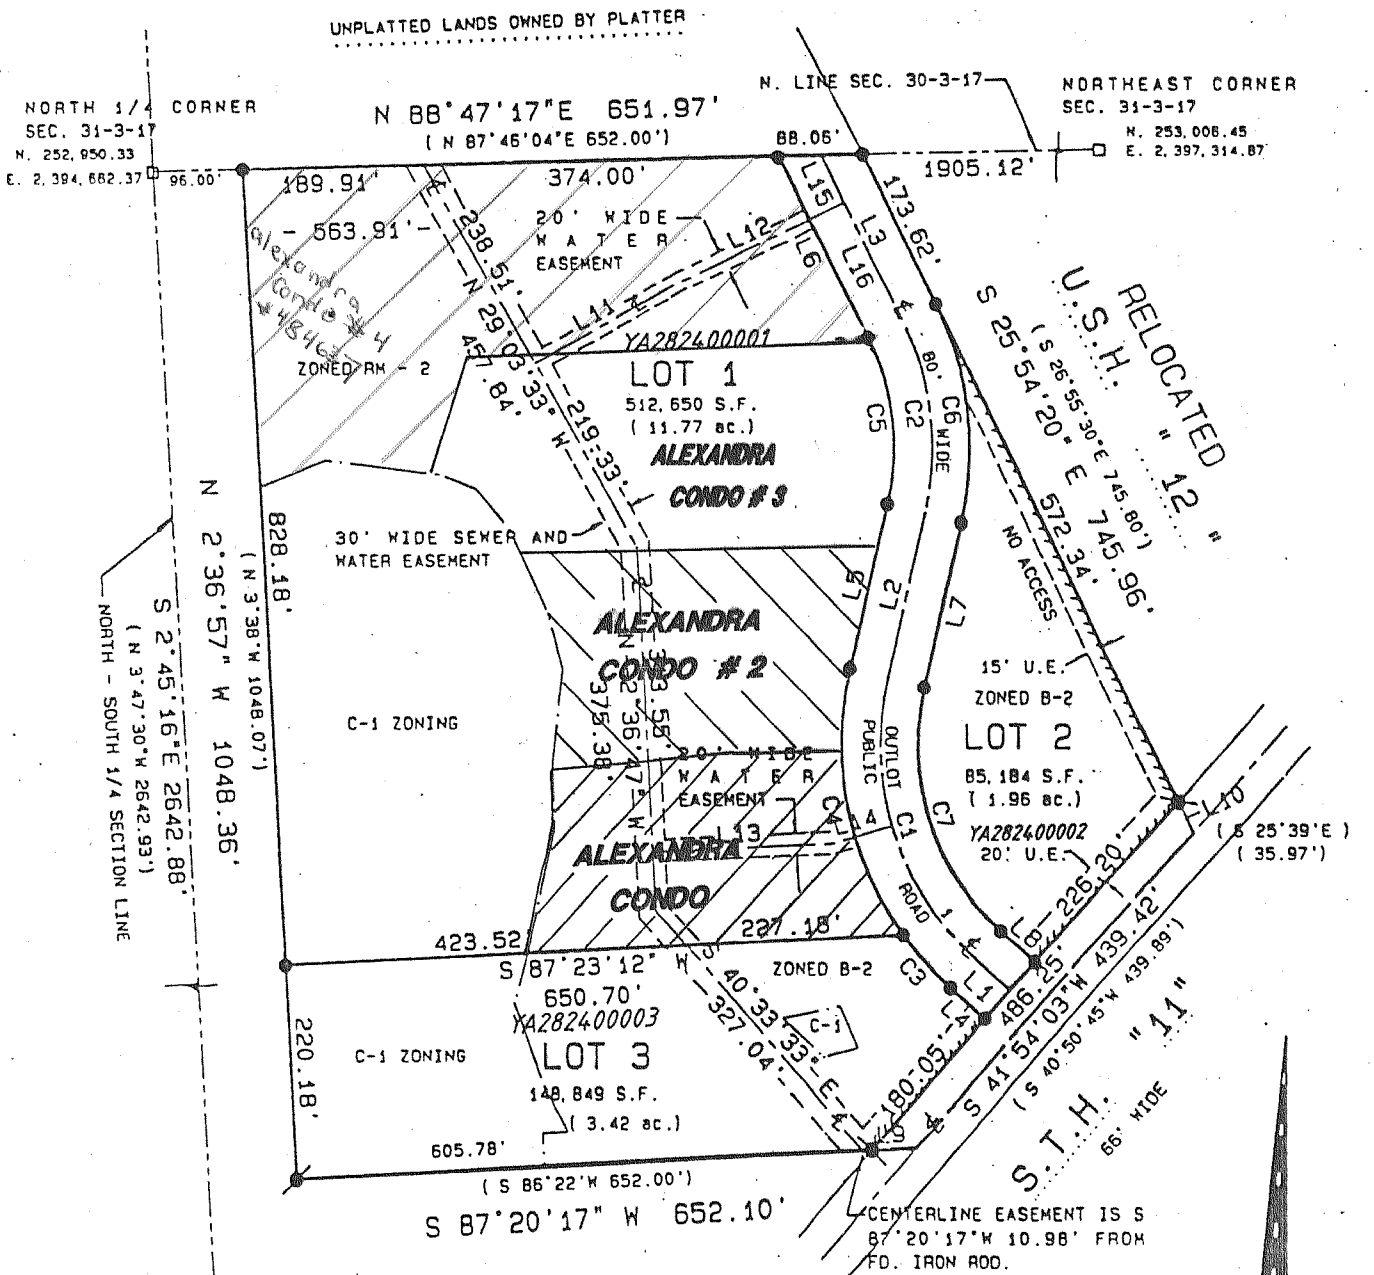 UNPLATTED LANDS OWNED BY PLATTER
NORTH 1/4 CORNER
SEC. 31-3-17
N. 252,950.33
E. 2,394,682.37
96.00'
N 88°47'17"E 651.97'
( N 87°46'04"E 652.00')
88.06'
N. LINE SEC. 30-3-17
NORTHEAST CORNER
SEC. 31-3-17
N. 253,006.45
E. 2,397,314.87
1905.12'
189.91'
374.00'
- 563.91' -
alexandra
Condo # 4
ZONED RM - 2
238.51'
N 29°03'33" W
457.84'
219.33'
20' WIDE
WATER
EASEMENT
L12
L11
L15
L6
L3
L16
173.62'
YA282400001
LOT 1
512,650 S.F.
( 11.77 ac.)
ALEXANDRA
CONDO # 3
30' WIDE SEWER AND
WATER EASEMENT
80'
WIDE
C5
C2
C6
RELOCATED
U.S.H. "12"
S 25°54'20" E 745.96'
( S 26°55'30"E 745.80')
572.34'
NO ACCESS
N 2°36'57" W 1048.36'
( N 3°38'W 1048.07')
828.18'
S 2°45'16"E 2642.88'
( N 3°47'30"W 2642.93')
NORTH - SOUTH 1/4 SECTION LINE
C-1 ZONING
ALEXANDRA
CONDO # 2
N 2°36'47" W
375.38'
L5
L2
L7
15' U.E.
ZONED B-2
LOT 2
85,184 S.F.
( 1.96 ac.)
YA282400002
20' U.E.
OUTLOT 1
PUBLIC ROAD
20' WIDE
WATER
EASEMENT
L13
C4
C1
C7
ALEXANDRA
CONDO
L10
( S 25°39'E )
( 35.97')
226.20'
L8
486.25'
S 41°54'03"W 439.42'
( S 40°50'45"W 439.89')
423.52'
227.18'
S 87°23'12" W
650.70'
YA282400003
LOT 3
148,849 S.F.
( 3.42 ac.)
ZONED B-2
C-1
C3
L1
L4
S 40°33'33" E
327.04'
180.05'
S.T.H. "11"
66' WIDE
C-1 ZONING
220.18'
605.78'
( S 86°22'W 652.00')
S 87°20'17" W 652.10'
CENTERLINE EASEMENT IS S
87°20'17"W 10.98' FROM
FD. IRON ROD.